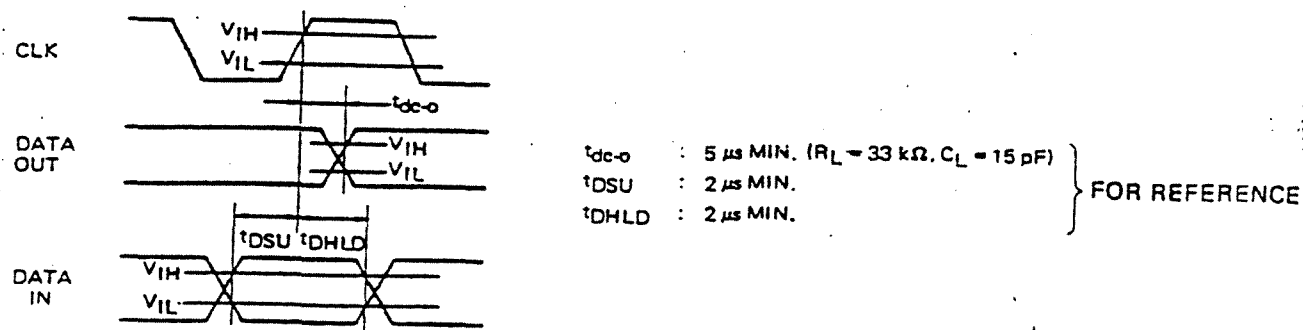 CLK
VIH
VIL
tdc-o
DATA
OUT
VIH
VIL
tDSU tDHLD
DATA
IN
VIH
VIL
tdc-o : 5 µs MIN. (RL = 33 kΩ, CL = 15 pF)
tDSU : 2 µs MIN.
tDHLD : 2 µs MIN.
FOR REFERENCE